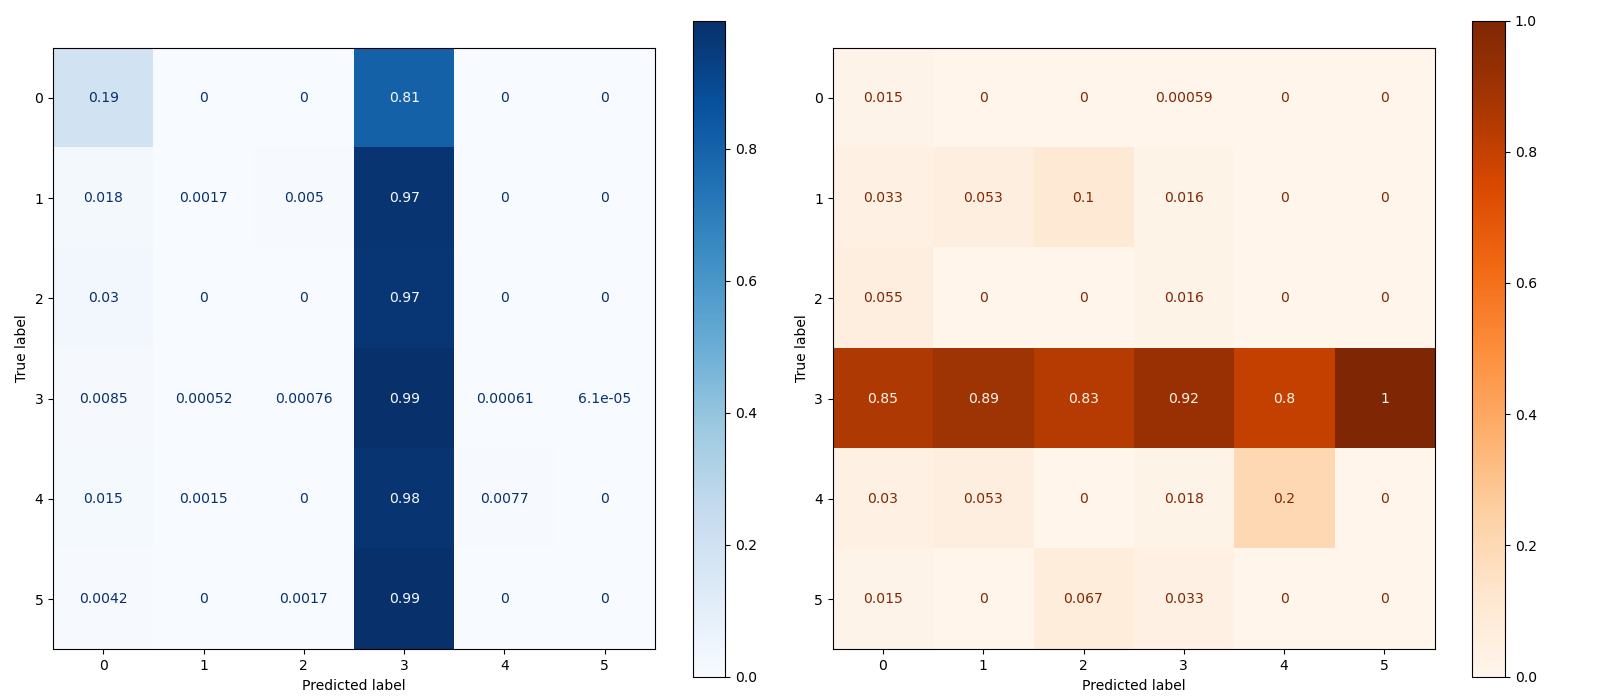 0 0.19 0 0 0.81 0 0
1 0.018 0.0017 0.005 0.97 0 0
2 0.03 0 0 0.97 0 0
3 0.0085 0.00052 0.00076 0.99 0.00061 6.1e-05
4 0.015 0.0015 0 0.98 0.0077 0
5 0.0042 0 0.0017 0.99 0 0
0 1 2 3 4 5
Predicted label
True label
0.8
0.6
0.4
0.2
0.0
0 0.015 0 0 0.00059 0 0
1 0.033 0.053 0.1 0.016 0 0
2 0.055 0 0 0.016 0 0
3 0.85 0.89 0.83 0.92 0.8 1
4 0.03 0.053 0 0.018 0.2 0
5 0.015 0 0.067 0.033 0 0
0 1 2 3 4 5
Predicted label
True label
1.0
0.8
0.6
0.4
0.2
0.0